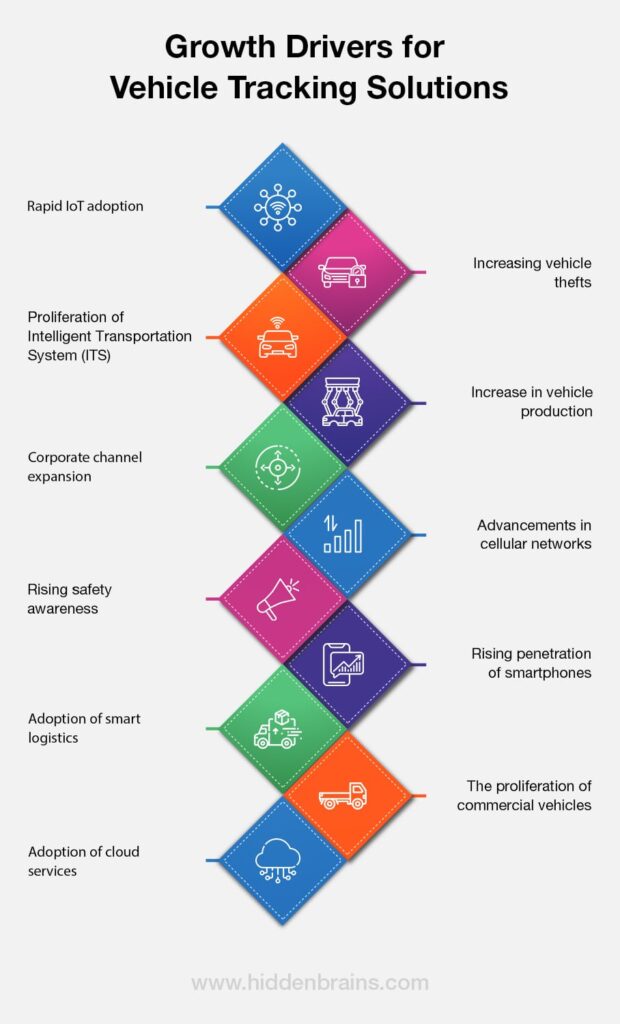 Growth Drivers for
Vehicle Tracking Solutions
Rapid IoT adoption
Increasing vehicle
thefts
Proliferation of
Intelligent Transportation
System (ITS)
Increase in vehicle
production
Corporate channel
expansion
Advancements in
cellular networks
Rising safety
awareness
Rising penetration
of smartphones
Adoption of smart
logistics
The proliferation of
commercial vehicles
Adoption of cloud
services
www.hiddenbrains.com